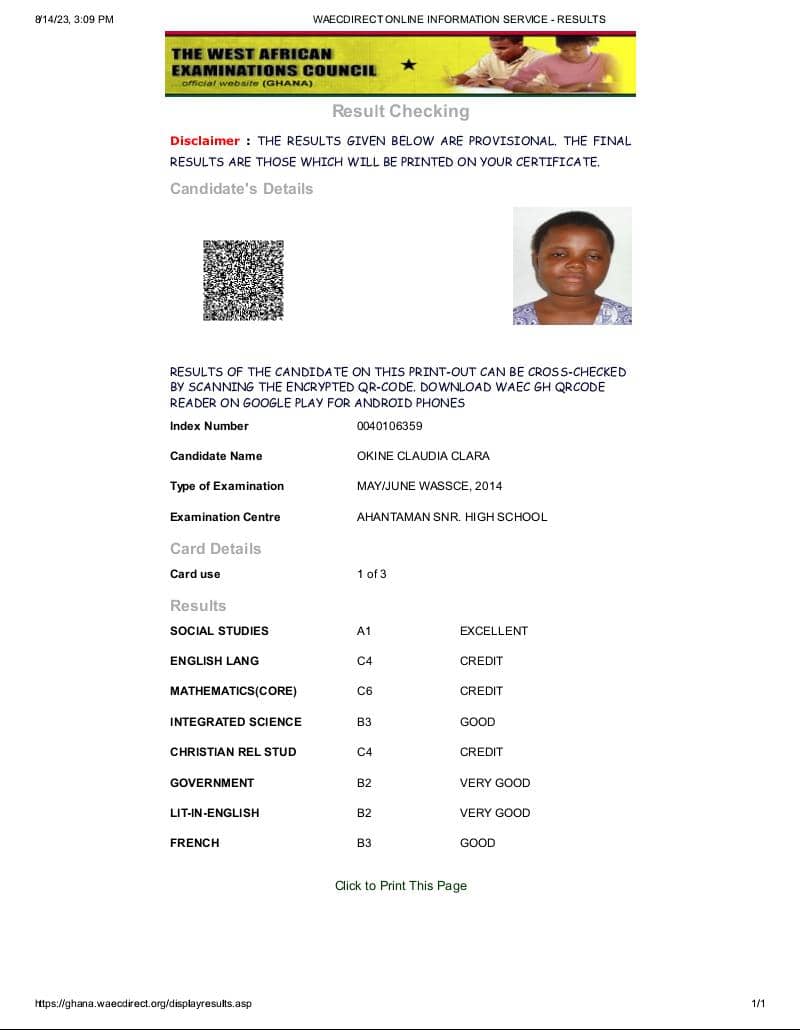 8/14/23, 3:09 PM WAECDIRECT ONLINE INFORMATION SERVICE - RESULTS
THE WEST AFRICAN
EXAMINATIONS COUNCIL
...official website (GHANA)
Result Checking
Disclaimer : THE RESULTS GIVEN BELOW ARE PROVISIONAL. THE FINAL
RESULTS ARE THOSE WHICH WILL BE PRINTED ON YOUR CERTIFICATE.
Candidate's Details
RESULTS OF THE CANDIDATE ON THIS PRINT-OUT CAN BE CROSS-CHECKED
BY SCANNING THE ENCRYPTED QR-CODE. DOWNLOAD WAEC GH QRCODE
READER ON GOOGLE PLAY FOR ANDROID PHONES
Index Number 0040106359
Candidate Name OKINE CLAUDIA CLARA
Type of Examination MAY/JUNE WASSCE, 2014
Examination Centre AHANTAMAN SNR. HIGH SCHOOL
Card Details
Card use 1 of 3
Results
SOCIAL STUDIES A1 EXCELLENT
ENGLISH LANG C4 CREDIT
MATHEMATICS(CORE) C6 CREDIT
INTEGRATED SCIENCE B3 GOOD
CHRISTIAN REL STUD C4 CREDIT
GOVERNMENT B2 VERY GOOD
LIT-IN-ENGLISH B2 VERY GOOD
FRENCH B3 GOOD
Click to Print This Page
https://ghana.waecdirect.org/displayresults.asp 1/1